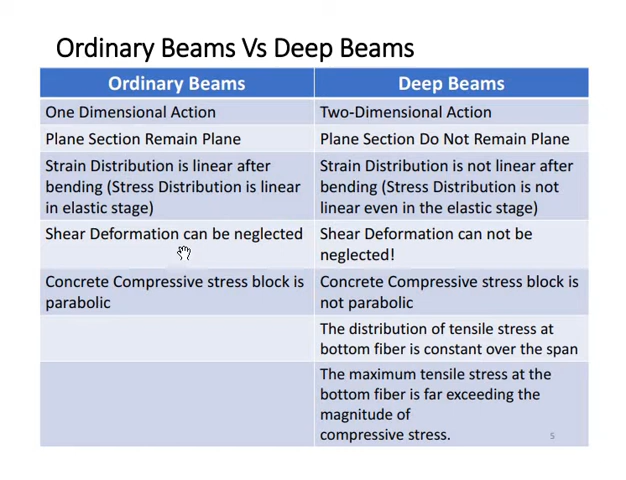 Ordinary Beams Vs Deep Beams
Ordinary Beams
Deep Beams
One Dimensional Action
Two-Dimensional Action
Plane Section Remain Plane
Plane Section Do Not Remain Plane
Strain Distribution is linear after
bending (Stress Distribution is linear
in elastic stage)
Strain Distribution is not linear after
bending (Stress Distribution is not
linear even in the elastic stage)
Shear Deformation can be neglected
Shear Deformation can not be
neglected!
Concrete Compressive stress block is
parabolic
Concrete Compressive stress block is
not parabolic
The distribution of tensile stress at
bottom fiber is constant over the span
The maximum tensile stress at the
bottom fiber is far exceeding the
magnitude of
compressive stress.
5